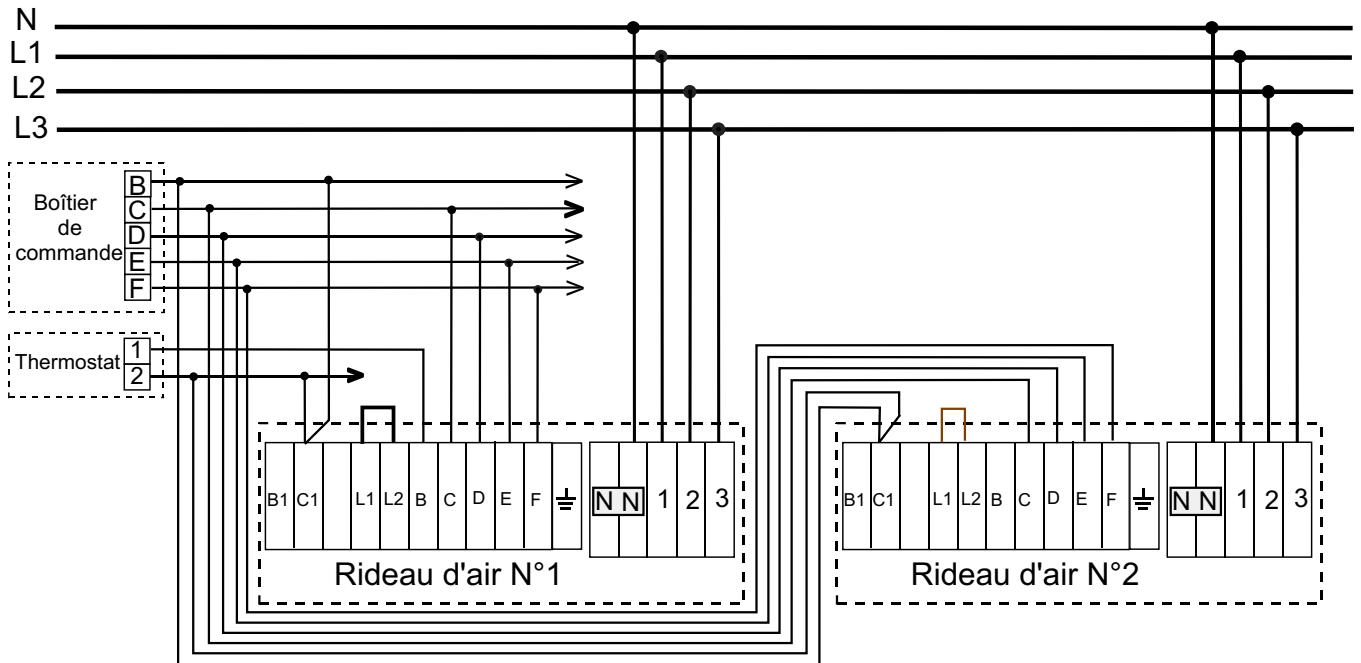 N
L1
L2
L3
Boîtier
de
commande
B
C
D
E
F
Thermostat
1
2
B1 C1 L1 L2 B C D E F
N N 1 2 3
Rideau d'air N°1
B1 C1 L1 L2 B C D E F
N N 1 2 3
Rideau d'air N°2